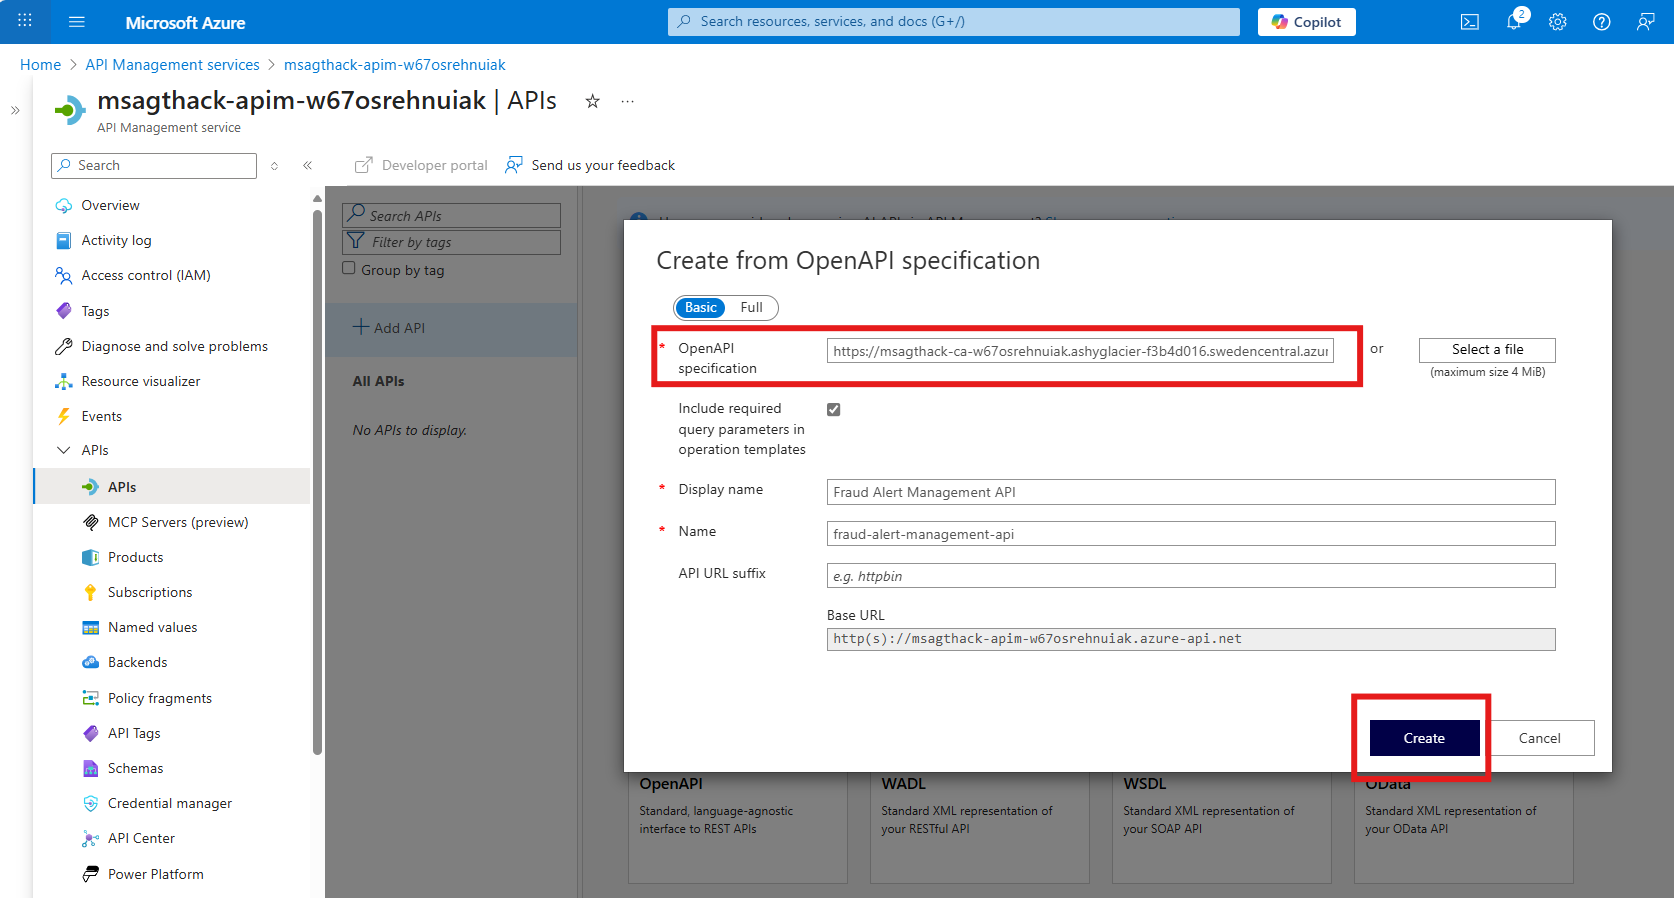 Microsoft Azure
Search resources, services, and docs (G+/)
Copilot
2
Home > API Management services > msagthack-apim-w67osrehnuiak
msagthack-apim-w67osrehnuiak | APIs
API Management service
Search
Developer portal
Send us your feedback
Overview
Activity log
Access control (IAM)
Tags
Diagnose and solve problems
Resource visualizer
Events
APIs
APIs
MCP Servers (preview)
Products
Subscriptions
Named values
Backends
Policy fragments
API Tags
Schemas
Credential manager
API Center
Power Platform
Search APIs
Filter by tags
Group by tag
Add API
All APIs
No APIs to display.
Create from OpenAPI specification
Basic Full
* OpenAPI specification
https://msagthack-ca-w67osrehnuiak.ashyglacier-f3b4d016.swedencentral.azur
or
Select a file
(maximum size 4 MiB)
Include required
query parameters in
operation templates
* Display name
Fraud Alert Management API
* Name
fraud-alert-management-api
API URL suffix
e.g. httpbin
Base URL
http(s)://msagthack-apim-w67osrehnuiak.azure-api.net
Create
Cancel
OpenAPI
Standard, language-agnostic
interface to REST APIs
WADL
Standard XML representation of
your RESTful API
WSDL
Standard XML representation of
your SOAP API
OData
Standard XML representation of
your OData API